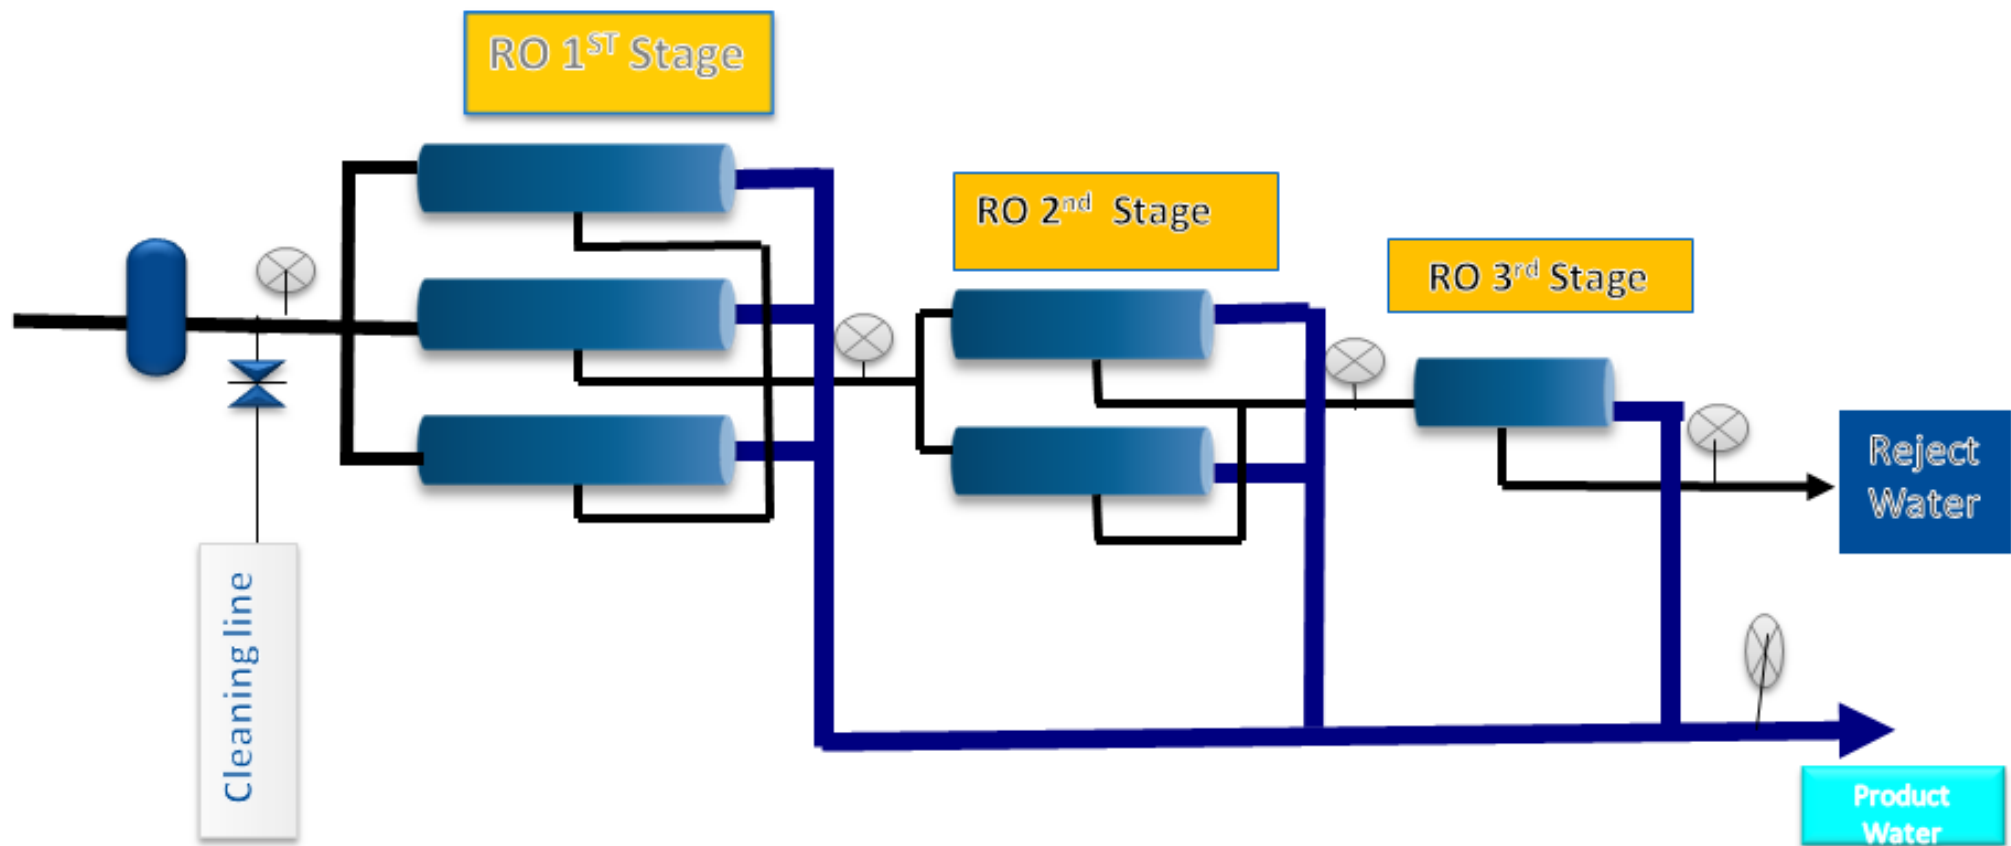 RO 1ST Stage
RO 2nd Stage
RO 3rd Stage
Reject
Water
Cleaning line
Product
Water